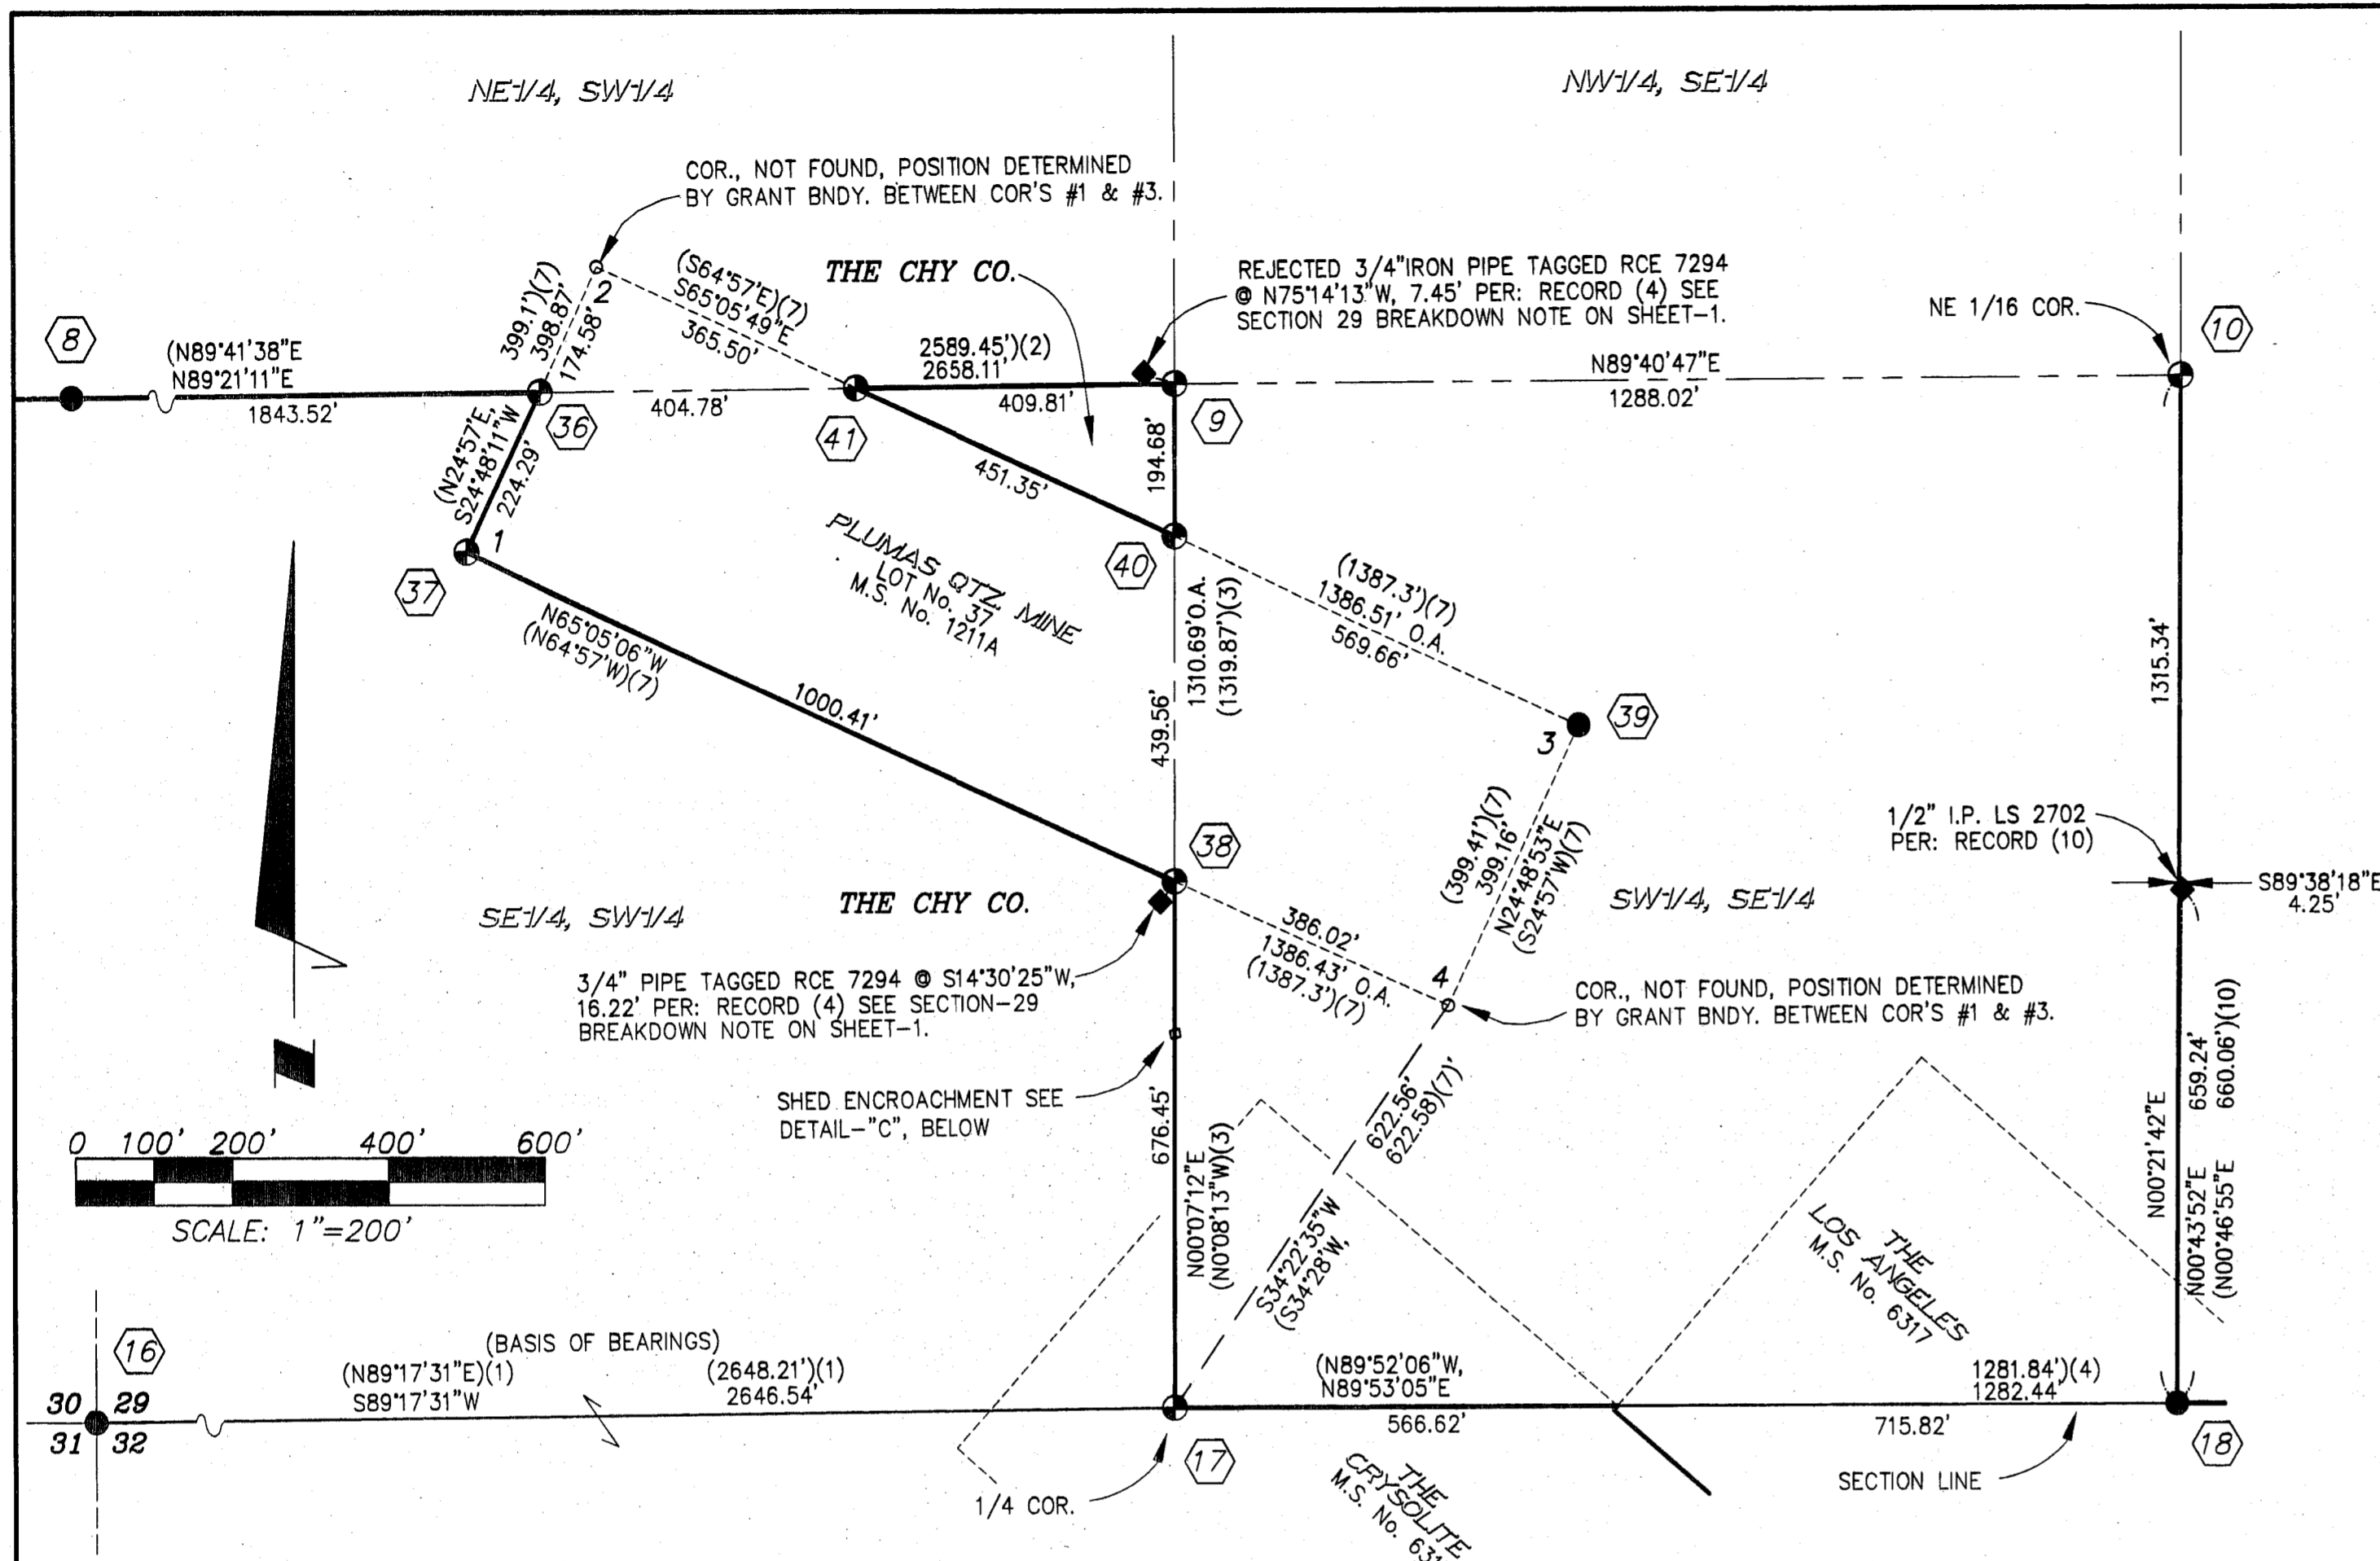 NE-1/4, SW-1/4
NW-1/4, SE-1/4
COR., NOT FOUND, POSITION DETERMINED
BY GRANT BNDY. BETWEEN COR'S #1 & #3.
THE CHY CO.
REJECTED 3/4"IRON PIPE TAGGED RCE 7294
@ N75°14'13"W, 7.45' PER: RECORD (4) SEE
SECTION 29 BREAKDOWN NOTE ON SHEET-1.
NE 1/16 COR.
10
8
(N89°41'38"E
N89°21'11"E
1843.52'
399.1')(7)
398.87'
174.58'
2
(S64°57'E)(7)
S65°05'49"E
365.50'
2589.45')(2)
2658.11'
409.81'
404.78'
36
41
9
N89°40'47"E
1288.02'
(N24°57'E,
S24°48'11"W
224.29'
1
37
451.35'
194.68'
40
PLUMAS QTZ. MINE
LOT No. 37
M.S. No. 1211A
N65°05'06"W
(N64°57'W)(7)
1000.41'
1310.69'O.A.
(1319.87')(3)
439.56'
(1387.3')(7)
1386.51' O.A.
569.66'
3
39
1315.34'
38
(399.41')(7)
399.16'
N24°48'53"E
(S24°57'W)(7)
1/2" I.P. LS 2702
PER: RECORD (10)
S89°38'18"E
4.25'
SE-1/4, SW-1/4
THE CHY CO.
SW-1/4, SE-1/4
386.02'
1386.43' O.A.
(1387.3')(7)
4
3/4" PIPE TAGGED RCE 7294 @ S14°30'25"W,
16.22' PER: RECORD (4) SEE SECTION-29
BREAKDOWN NOTE ON SHEET-1.
COR., NOT FOUND, POSITION DETERMINED
BY GRANT BNDY. BETWEEN COR'S #1 & #3.
SHED ENCROACHMENT SEE
DETAIL-"C", BELOW
676.45'
N00°07'12"E
(N0°08'13"W)(3)
622.56'
622.58)(7)'
S34°22'35"W
(S34°28'W,
N00°21'42"E
659.24'
660.06')(10)
N00°43'52"E
(N00°46'55"E
0 100' 200' 400' 600'
SCALE: 1"=200'
THE
LOS ANGELES
M.S. No. 6317
16
30 29
31 32
(BASIS OF BEARINGS)
(N89°17'31"E)(1)
S89°17'31"W
(2648.21')(1)
2646.54'
(N89°52'06"W,
N89°53'05"E
566.62'
1281.84')(4)
1282.44'
715.82'
17
18
1/4 COR.
THE
CRYSOLITE
M.S. No.
SECTION LINE